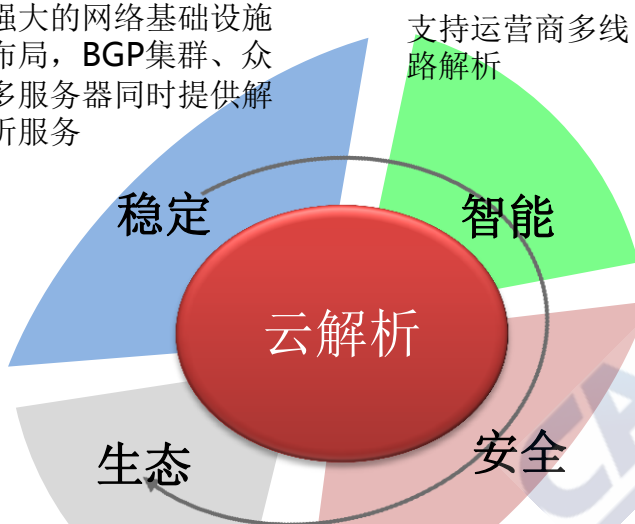 强大的网络基础设施
布局，BGP集群、众
多服务器同时提供解
析服务
支持运营商多线
路解析
稳定
智能
云解析
生态
安全
CA